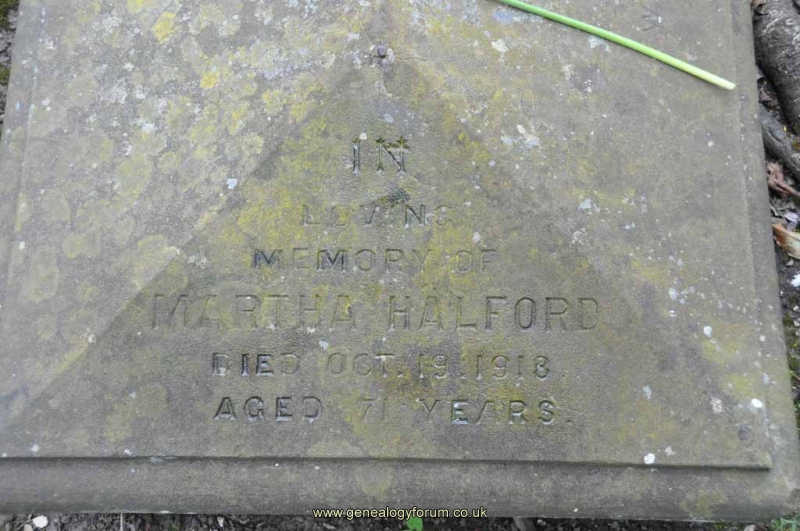 IN
LOVING
MEMORY OF
MARTHA HALFORD
DIED OCT. 19. 1918.
AGED 71 YEARS.
www.genealogyforum.co.uk